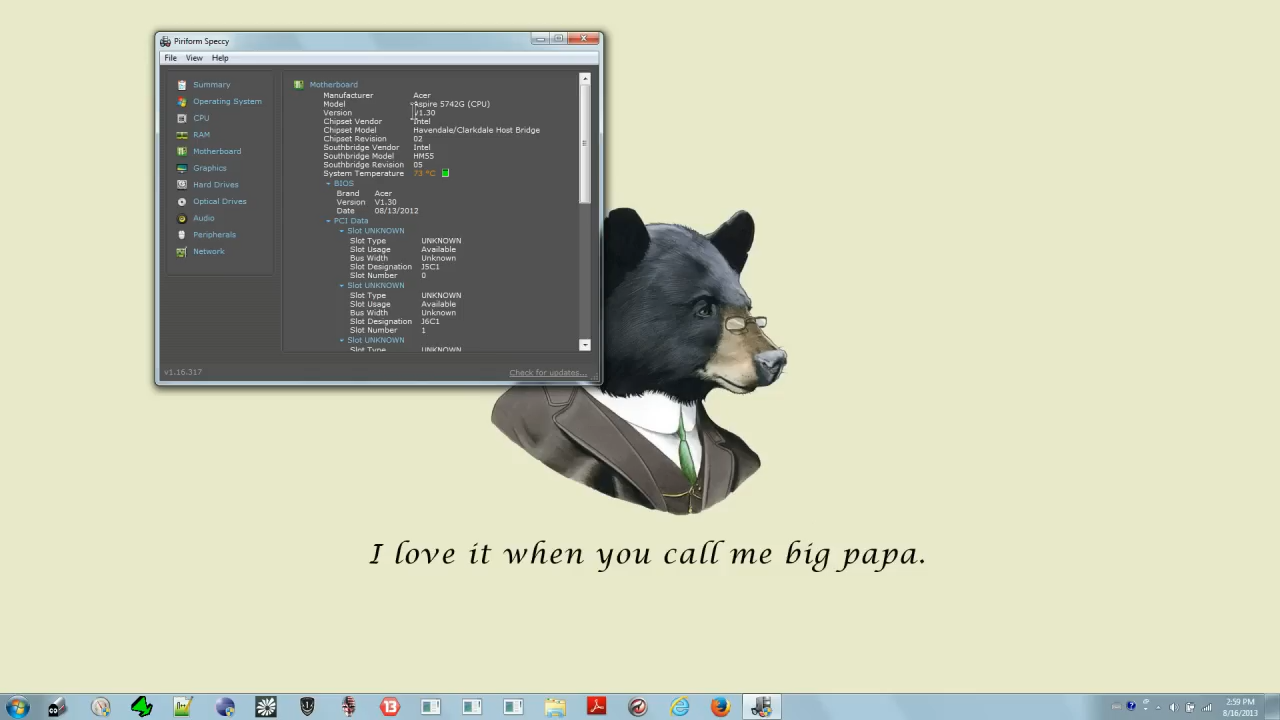 Piriform Speccy
File View Help
Summary
Operating System
CPU
RAM
Motherboard
Graphics
Hard Drives
Optical Drives
Audio
Peripherals
Network
Motherboard
Manufacturer Acer
Model Aspire 5742G (CPU)
Version V1.30
Chipset Vendor Intel
Chipset Model Havendale/Clarkdale Host Bridge
Chipset Revision 02
Southbridge Vendor Intel
Southbridge Model HM55
Southbridge Revision 05
System Temperature 73 °C
BIOS
Brand Acer
Version V1.30
Date 08/13/2012
PCI Data
Slot UNKNOWN
Slot Type UNKNOWN
Slot Usage Available
Bus Width Unknown
Slot Designation J5C1
Slot Number 0
Slot UNKNOWN
Slot Type UNKNOWN
Slot Usage Available
Bus Width Unknown
Slot Designation J6C1
Slot Number 1
Slot UNKNOWN
Slot Type UNKNOWN
v1.16.317 Check for updates...
I love it when you call me big papa.
13
2:59 PM
8/16/2013